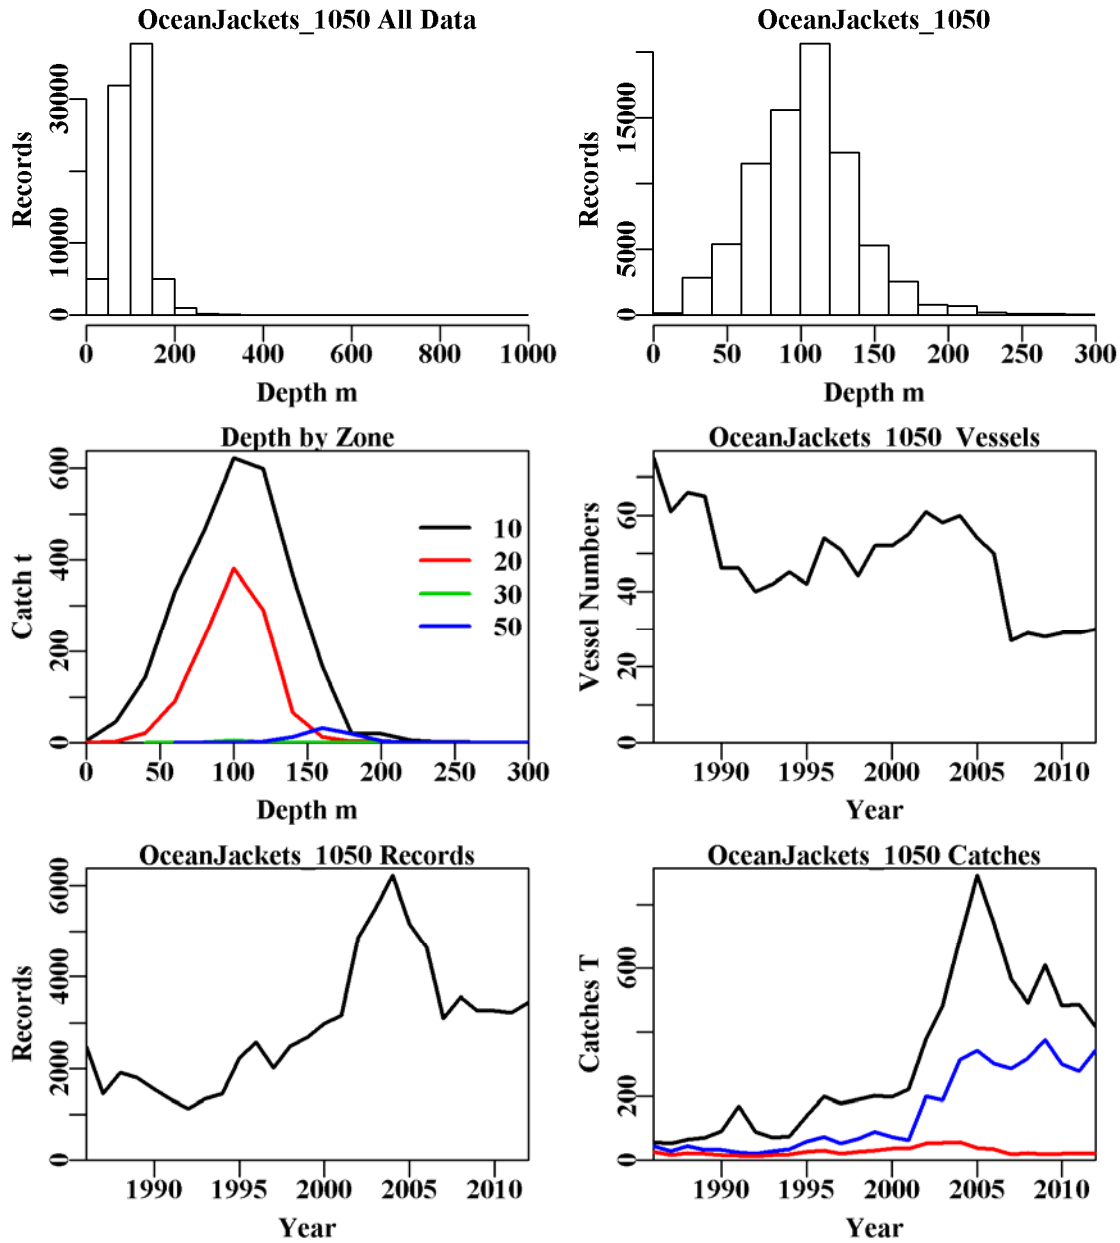 OceanJackets_1050 All Data
Records
0
10000
30000
0 200 400 600 800 1000
Depth m
OceanJackets_1050
Records
0
5000
15000
0 50 100 150 200 250 300
Depth m
Depth by Zone
Catch t
0
200
400
600
10
20
30
50
0 50 100 150 200 250 300
Depth m
OceanJackets_1050_Vessels
Vessel Numbers
0
20
40
60
1990 1995 2000 2005 2010
Year
OceanJackets_1050 Records
Records
0
2000
4000
6000
1990 1995 2000 2005 2010
Year
OceanJackets_1050 Catches
Catches T
0
200
600
1990 1995 2000 2005 2010
Year